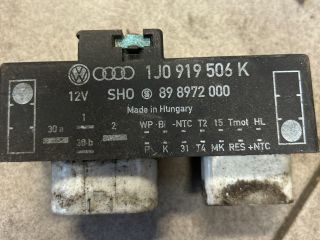 1J0 919 506 K
12V SHO S 89 8972 000
Made in Hungary
1
WP Bi -NTC T2 15 Tmot HL
30 a 2
30 b
P K 31 T4 MK RES +NTC